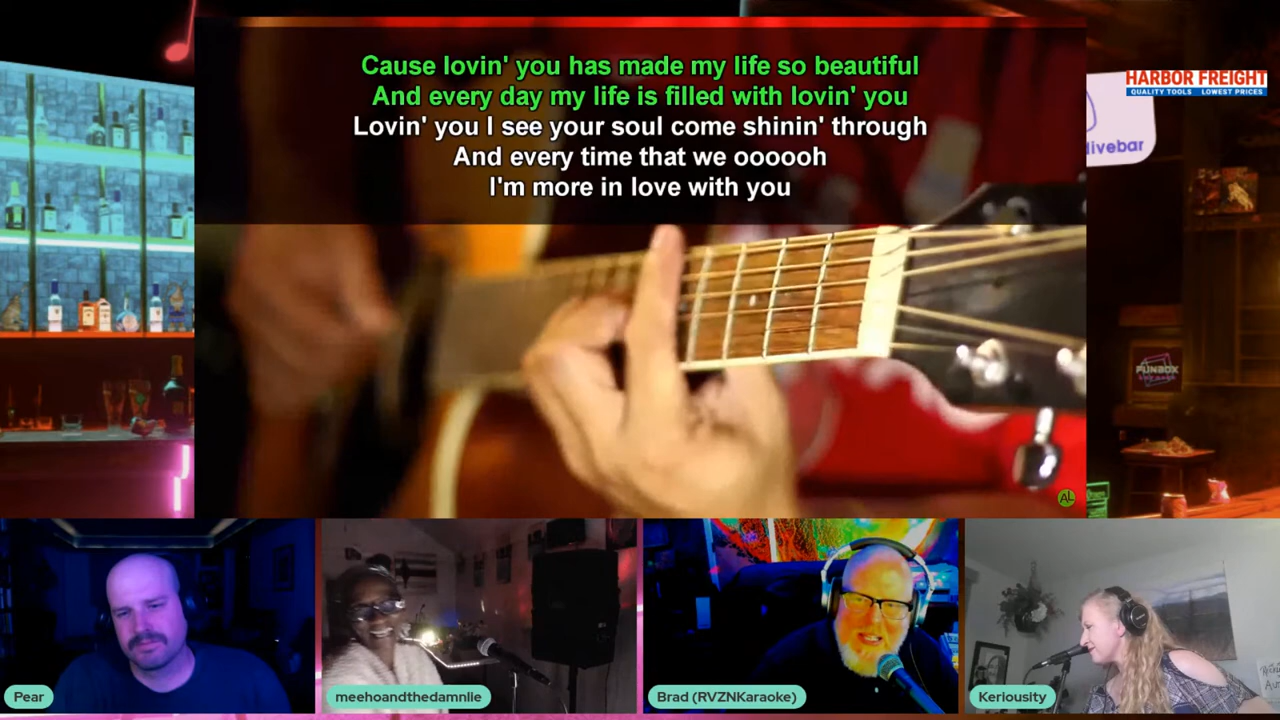 Cause lovin' you has made my life so beautiful
And every day my life is filled with lovin' you
Lovin' you I see your soul come shinin' through
And every time that we oooooh
I'm more in love with you
HARBOR FREIGHT
QUALITY TOOLS LOWEST PRICES
livebar
FUNBOX
AL
Pear
meehoandthedamnlie
Brad (RVZNKaraoke)
Keriousity